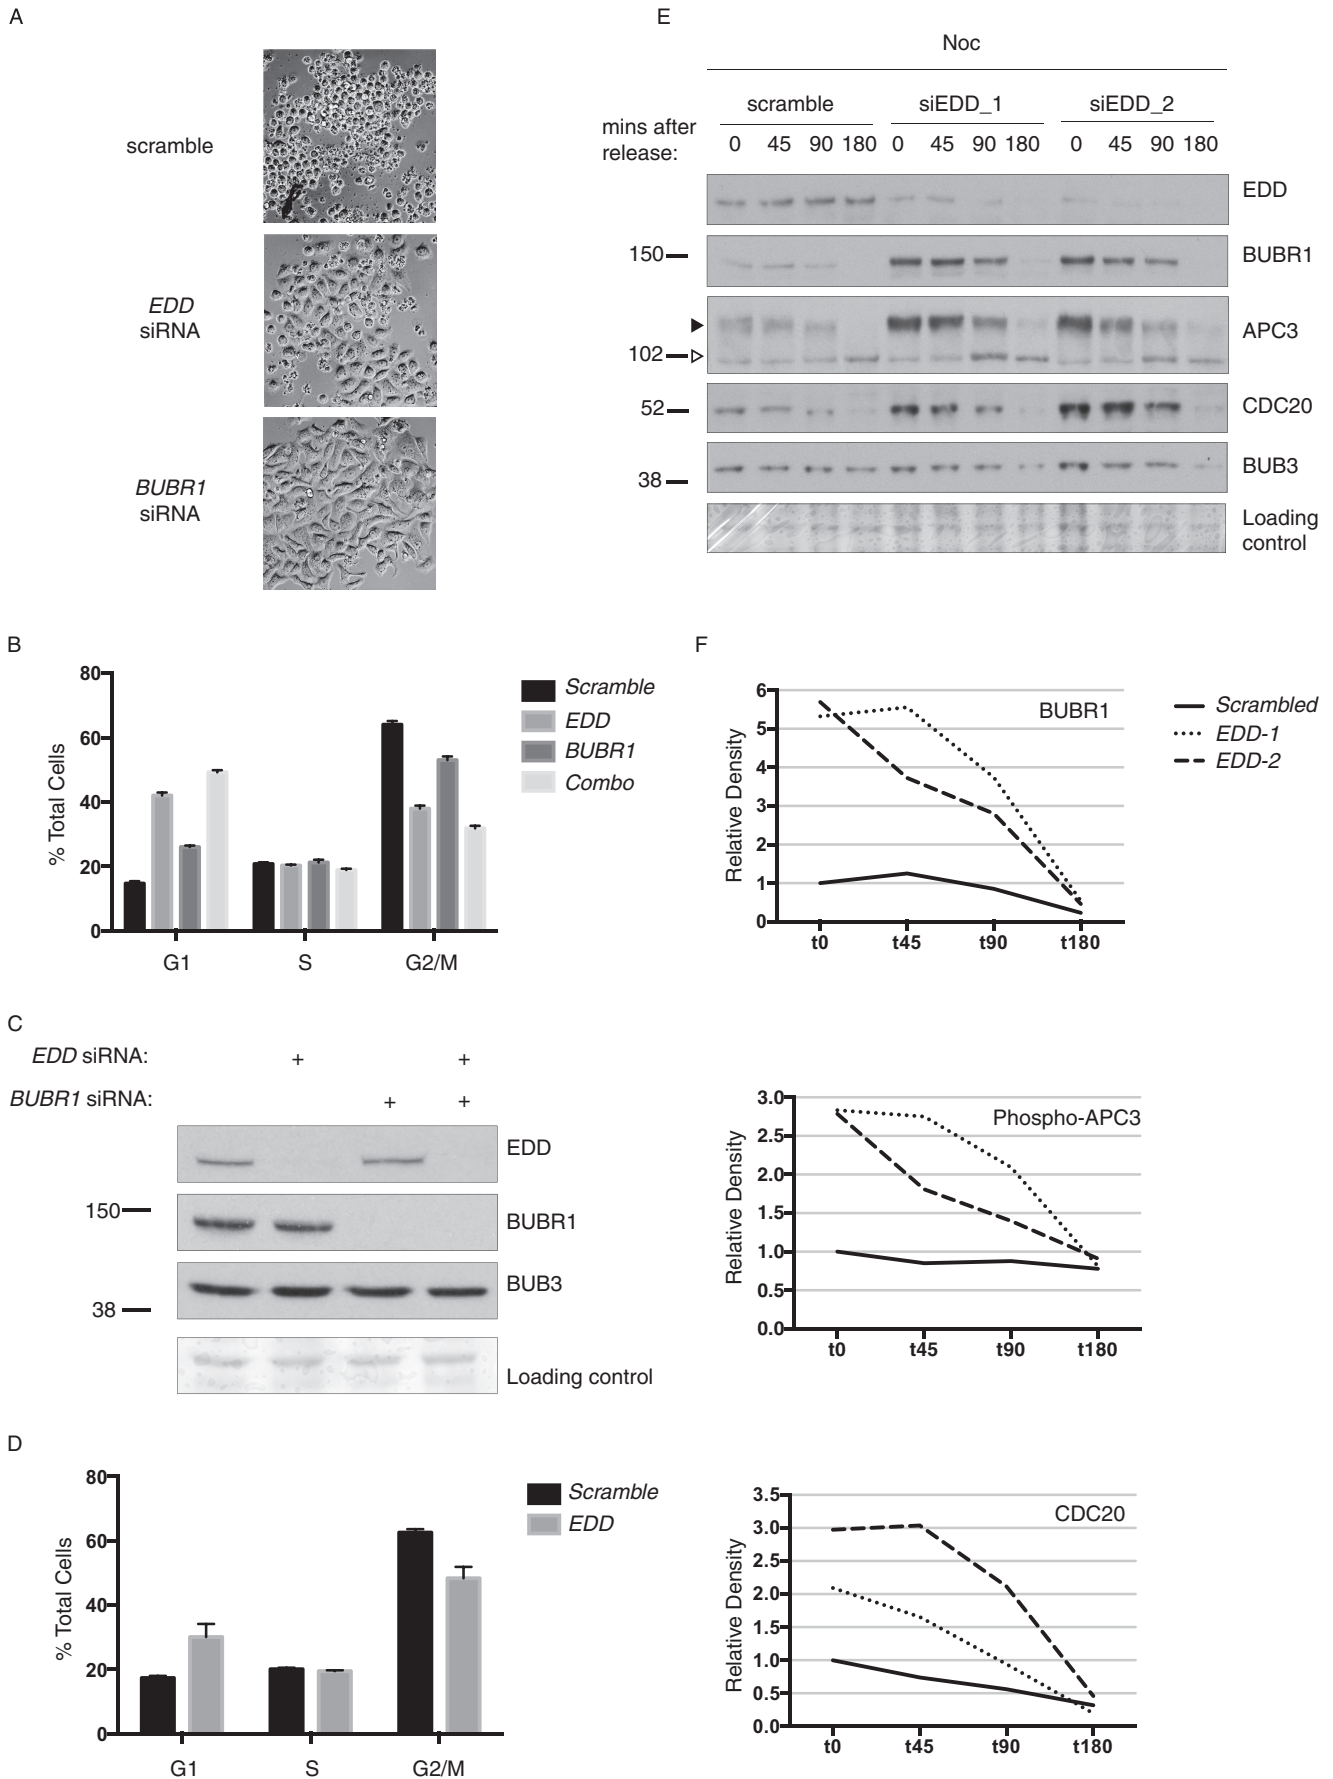 A
scramble
EDD
siRNA
BUBR1
siRNA
B
80
60
40
20
0
% Total Cells
G1
S
G2/M
Scramble
EDD
BUBR1
Combo
C
EDD siRNA: + +
BUBR1 siRNA: + +
EDD
150
BUBR1
BUB3
38
Loading control
D
80
60
40
20
0
% Total Cells
G1
S
G2/M
Scramble
EDD
E
Noc
scramble siEDD_1 siEDD_2
mins after
release:
0 45 90 180 0 45 90 180 0 45 90 180
EDD
150
BUBR1
APC3
102
52
CDC20
BUB3
38
Loading
control
F
6
5
4
3
2
1
0
Relative Density
BUBR1
t0 t45 t90 t180
Scrambled
EDD-1
EDD-2
3.0
2.5
2.0
1.5
1.0
0.5
0.0
Relative Density
Phospho-APC3
t0 t45 t90 t180
3.5
3.0
2.5
2.0
1.5
1.0
0.5
0.0
Relative Density
CDC20
t0 t45 t90 t180